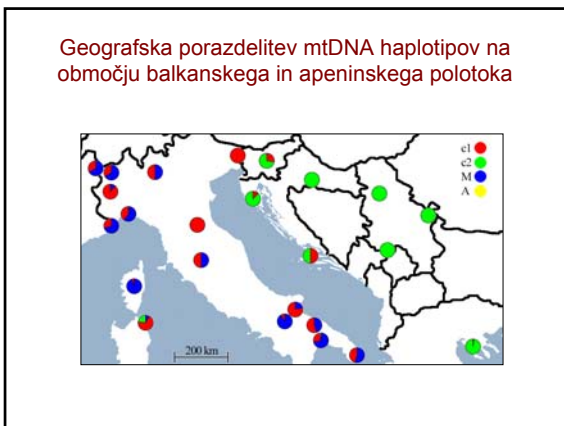 Geografska porazdelitev mtDNA haplotipov na
območju balkanskega in apeninskega polotoka
c1
c2
M
A
200 km